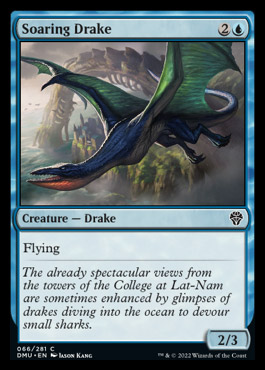 Soaring Drake 2
Creature — Drake
Flying
The already spectacular views from
the towers of the College at Lat-Nam
are sometimes enhanced by glimpses of
drakes diving into the ocean to devour
small sharks.
2/3
066/281 C
DMU • EN Jason Kang
™ & © 2022 Wizards of the Coast